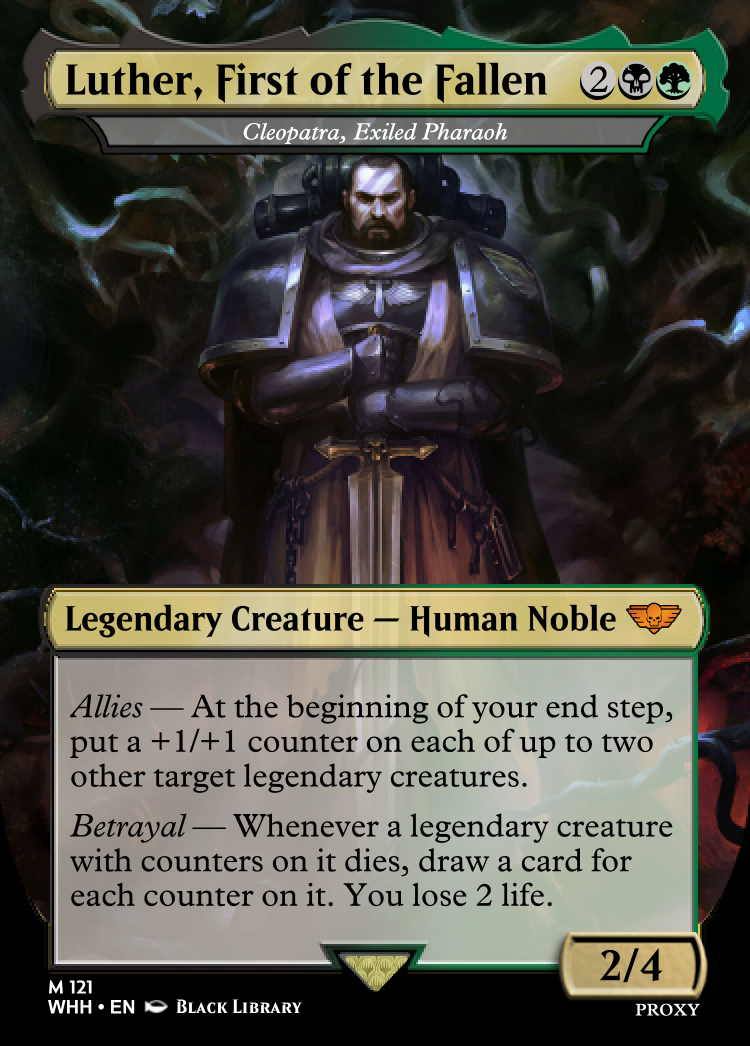 Luther, First of the Fallen 2
Cleopatra, Exiled Pharaoh
Legendary Creature — Human Noble
Allies — At the beginning of your end step,
put a +1/+1 counter on each of up to two
other target legendary creatures.
Betrayal — Whenever a legendary creature
with counters on it dies, draw a card for
each counter on it. You lose 2 life.
2/4
M 121
WHH • EN BLACK LIBRARY
PROXY